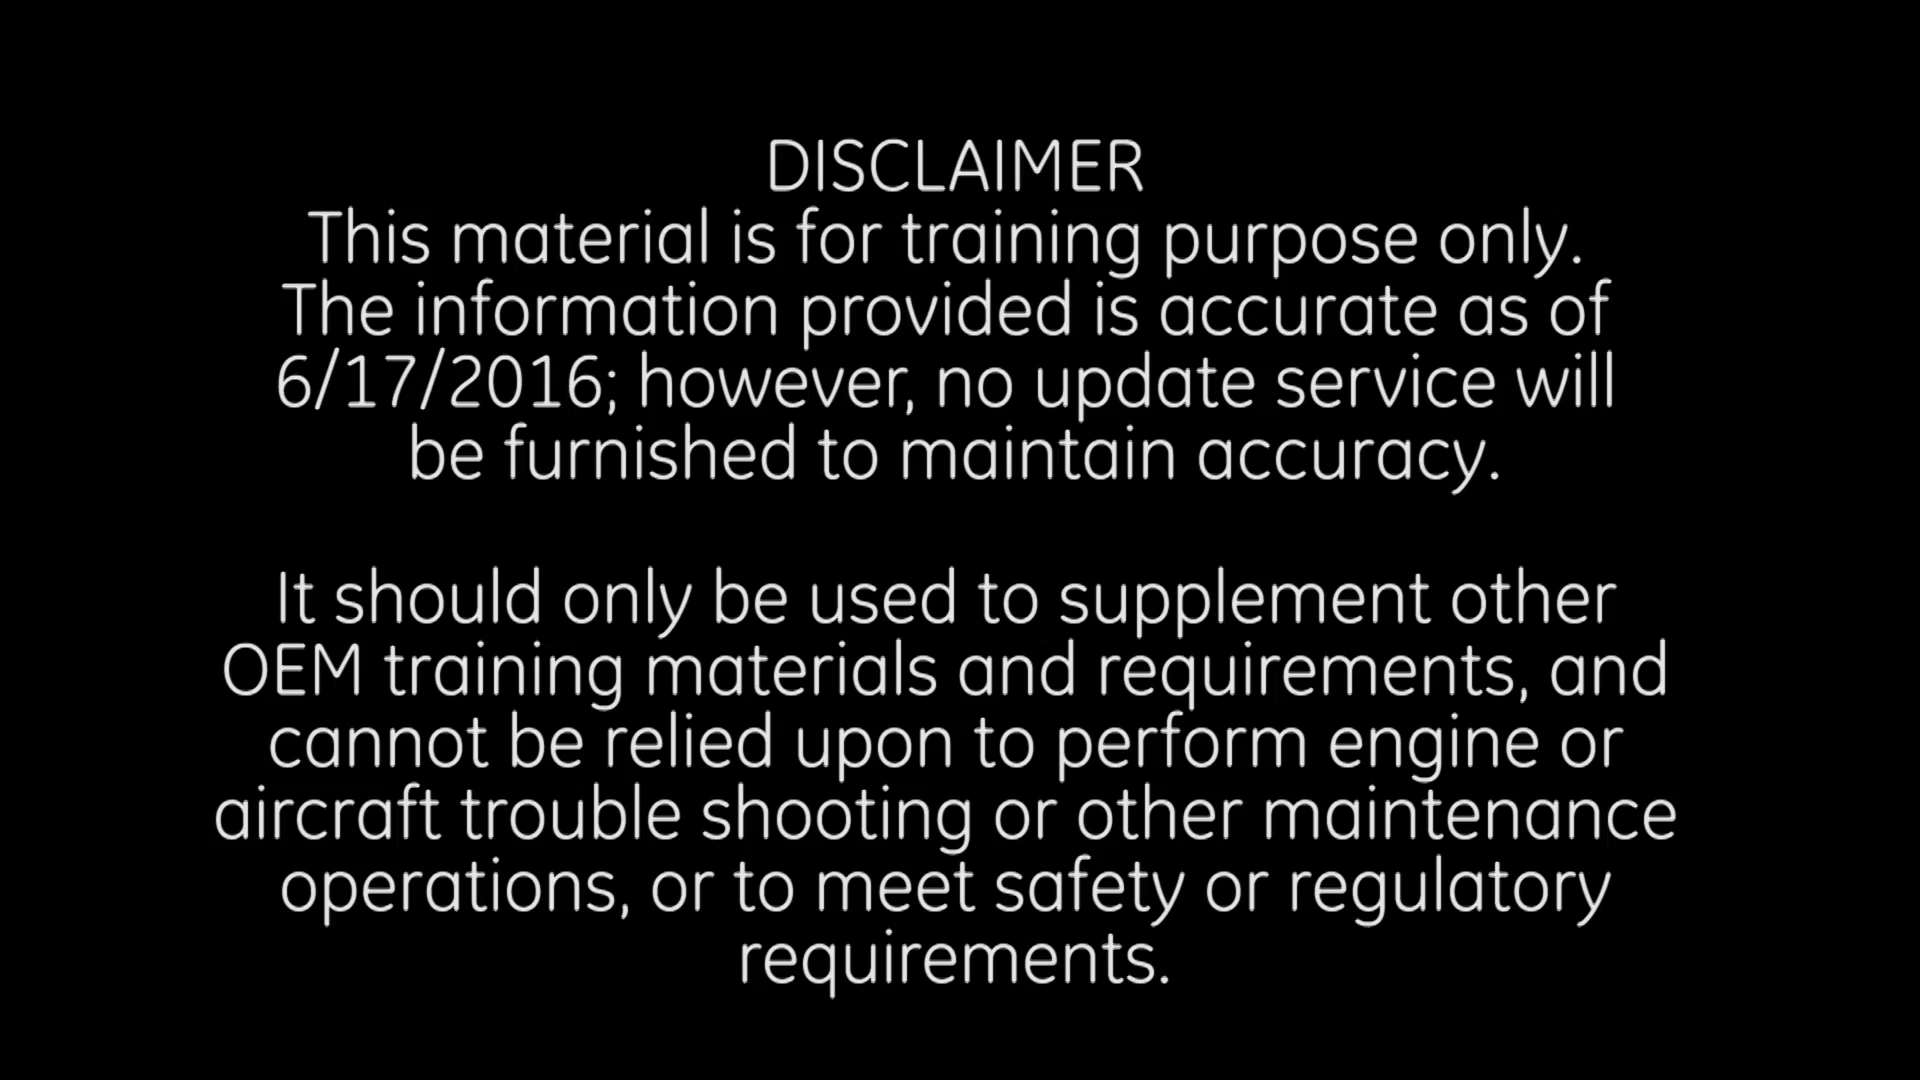 DISCLAIMER
This material is for training purpose only.
The information provided is accurate as of
6/17/2016; however, no update service will
be furnished to maintain accuracy.
It should only be used to supplement other
OEM training materials and requirements, and
cannot be relied upon to perform engine or
aircraft trouble shooting or other maintenance
operations, or to meet safety or regulatory
requirements.